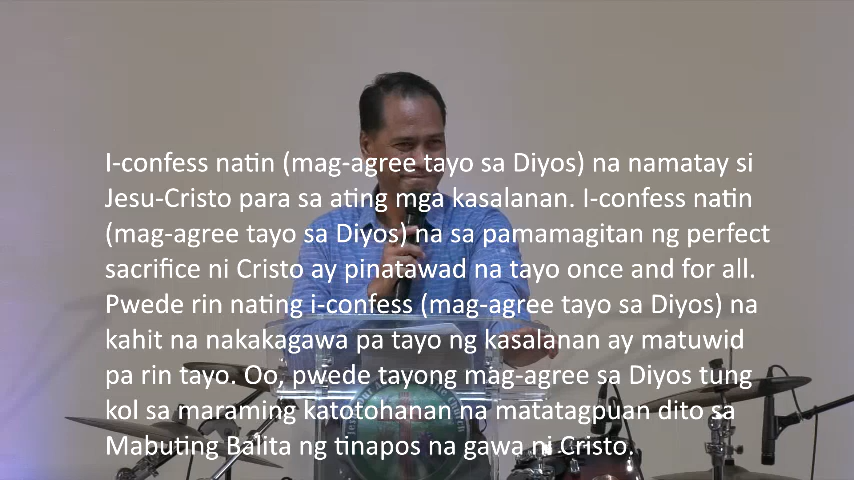 I-confess natin (mag-agree tayo sa Diyos) na namatay si
Jesu-Cristo para sa ating mga kasalanan. I-confess natin
(mag-agree tayo sa Diyos) na sa pamamagitan ng perfect
sacrifice ni Cristo ay pinatawad na tayo once and for all.
Pwede rin nating i-confess (mag-agree tayo sa Diyos) na
kahit na nakakagawa pa tayo ng kasalanan ay matuwid
pa rin tayo. Oo, pwede tayong mag-agree sa Diyos tung
kol sa maraming katotohanan na matatagpuan dito sa
Mabuting Balita ng tinapos na gawa ni Cristo.